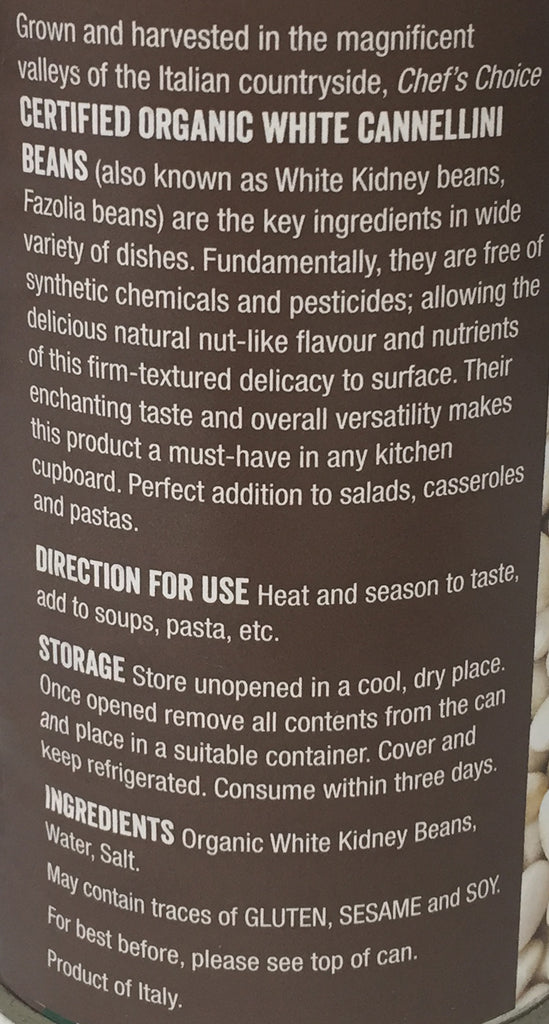 Grown and harvested in the magnificent
valleys of the Italian countryside, Chef's Choice
CERTIFIED ORGANIC WHITE CANNELLINI
BEANS (also known as White Kidney beans,
Fazolia beans) are the key ingredients in wide
variety of dishes. Fundamentally, they are free of
synthetic chemicals and pesticides; allowing the
delicious natural nut-like flavour and nutrients
of this firm-textured delicacy to surface. Their
enchanting taste and overall versatility makes
this product a must-have in any kitchen
cupboard. Perfect addition to salads, casseroles
and pastas.
DIRECTION FOR USE Heat and season to taste,
add to soups, pasta, etc.
STORAGE Store unopened in a cool, dry place.
Once opened remove all contents from the can
and place in a suitable container. Cover and
keep refrigerated. Consume within three days.
INGREDIENTS Organic White Kidney Beans,
Water, Salt.
May contain traces of GLUTEN, SESAME and SOY.
For best before, please see top of can.
Product of Italy.